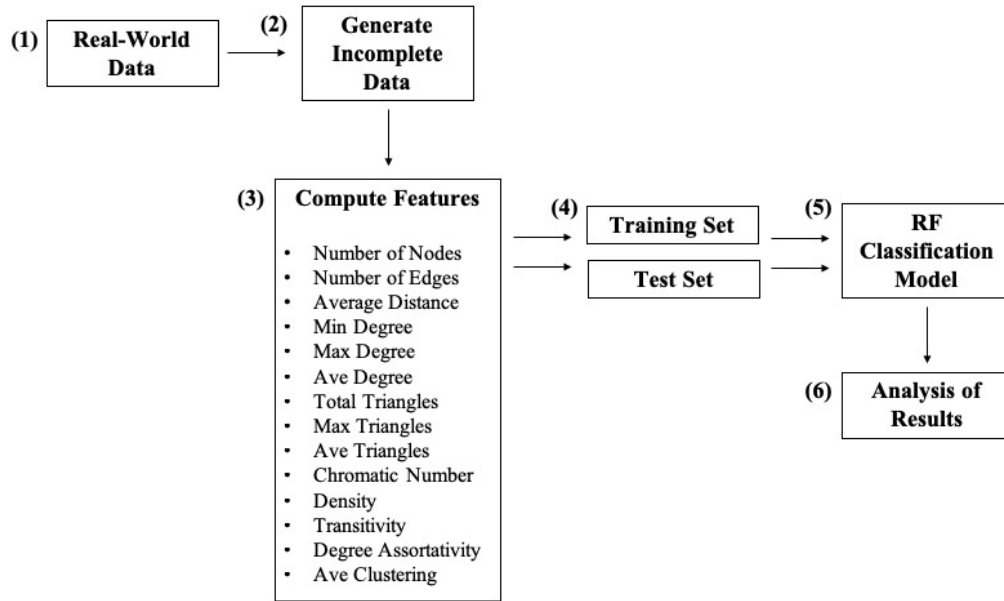 (1)
Real-World
Data
(2)
Generate
Incomplete
Data
(3)
Compute Features
• Number of Nodes
• Number of Edges
• Average Distance
• Min Degree
• Max Degree
• Ave Degree
• Total Triangles
• Max Triangles
• Ave Triangles
• Chromatic Number
• Density
• Transitivity
• Degree Assortativity
• Ave Clustering
(4)
Training Set
Test Set
(5)
RF
Classification
Model
(6)
Analysis of
Results